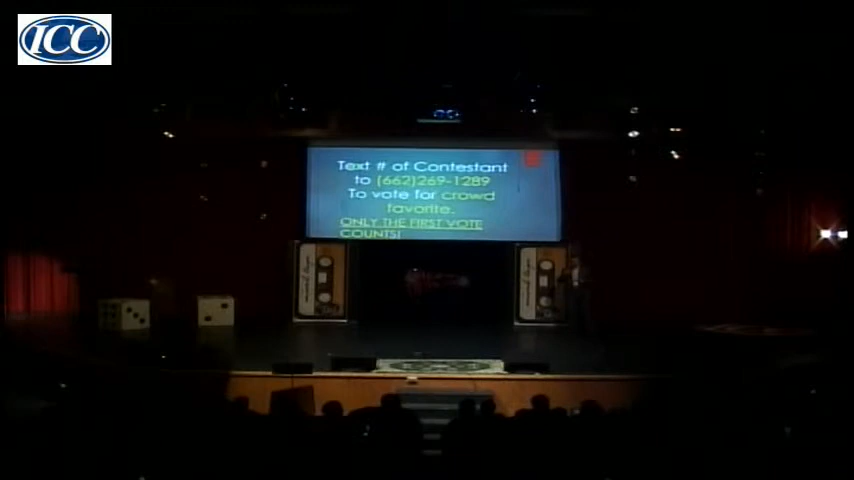 ICC
Text # of Contestant
to (662)269-1289
To vote for crowd
favorite.
ONLY THE FIRST VOTE
COUNTS!